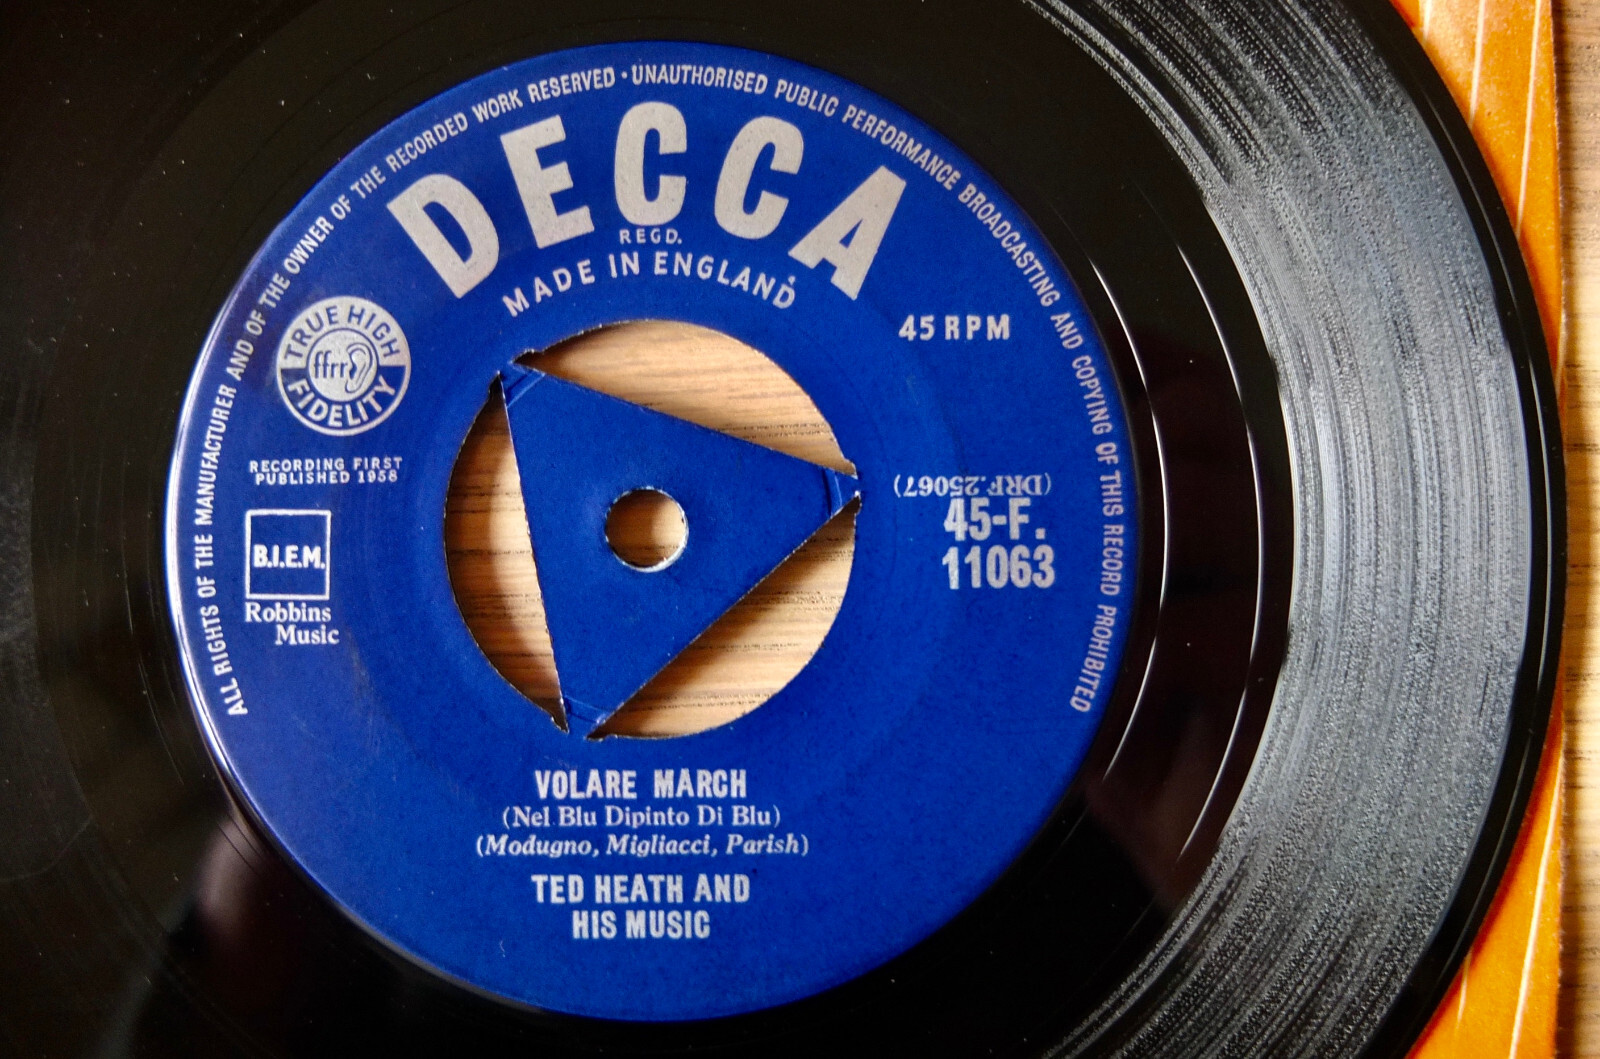 ALL RIGHTS OF THE MANUFACTURER AND OF THE OWNER OF THE RECORDED WORK RESERVED · UNAUTHORISED PUBLIC PERFORMANCE BROADCASTING AND COPYING OF THIS RECORD PROHIBITED
DECCA
REGD.
MADE IN ENGLAND
TRUE HIGH
ffrr
FIDELITY
45 RPM
RECORDING FIRST
PUBLISHED 1958
(DRF.25067)
45-F.
11063
B.I.E.M.
Robbins
Music
VOLARE MARCH
(Nel Blu Dipinto Di Blu)
(Modugno, Migliacci, Parish)
TED HEATH AND
HIS MUSIC